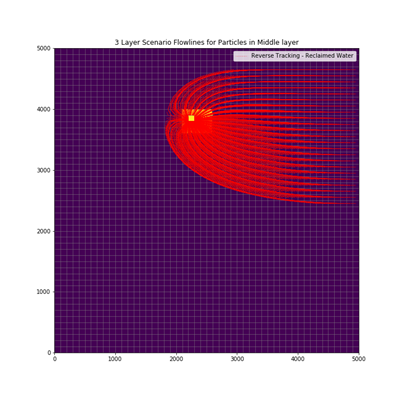 3 Layer Scenario Flowlines for Particles in Middle layer
Reverse Tracking - Reclaimed Water
5000
4000
3000
2000
1000
0
0 1000 2000 3000 4000 5000